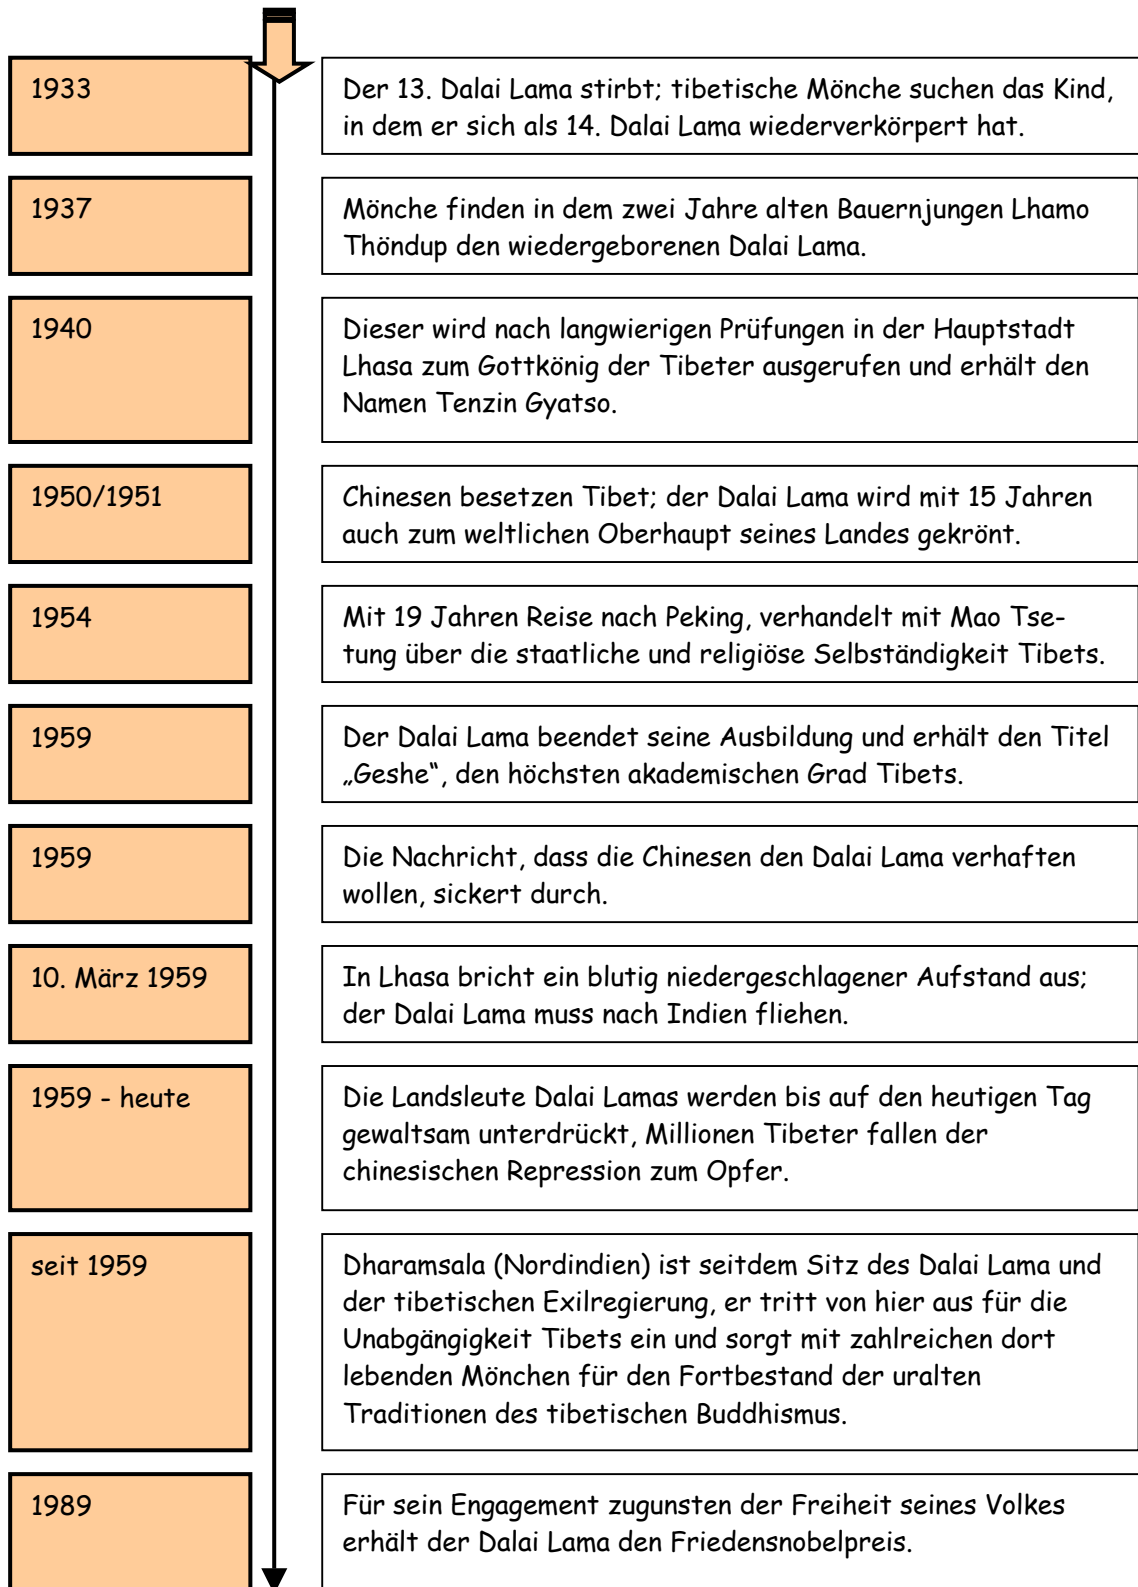 1933
Der 13. Dalai Lama stirbt; tibetische Mönche suchen das Kind,
in dem er sich als 14. Dalai Lama wiederverkörpert hat.
1937
Mönche finden in dem zwei Jahre alten Bauernjungen Lhamo
Thöndup den wiedergeborenen Dalai Lama.
1940
Dieser wird nach langwierigen Prüfungen in der Hauptstadt
Lhasa zum Gottkönig der Tibeter ausgerufen und erhält den
Namen Tenzin Gyatso.
1950/1951
Chinesen besetzen Tibet; der Dalai Lama wird mit 15 Jahren
auch zum weltlichen Oberhaupt seines Landes gekrönt.
1954
Mit 19 Jahren Reise nach Peking, verhandelt mit Mao Tse-
tung über die staatliche und religiöse Selbständigkeit Tibets.
1959
Der Dalai Lama beendet seine Ausbildung und erhält den Titel
„Geshe“, den höchsten akademischen Grad Tibets.
1959
Die Nachricht, dass die Chinesen den Dalai Lama verhaften
wollen, sickert durch.
10. März 1959
In Lhasa bricht ein blutig niedergeschlagener Aufstand aus;
der Dalai Lama muss nach Indien fliehen.
1959 - heute
Die Landsleute Dalai Lamas werden bis auf den heutigen Tag
gewaltsam unterdrückt, Millionen Tibeter fallen der
chinesischen Repression zum Opfer.
seit 1959
Dharamsala (Nordindien) ist seitdem Sitz des Dalai Lama und
der tibetischen Exilregierung, er tritt von hier aus für die
Unabgängigkeit Tibets ein und sorgt mit zahlreichen dort
lebenden Mönchen für den Fortbestand der uralten
Traditionen des tibetischen Buddhismus.
1989
Für sein Engagement zugunsten der Freiheit seines Volkes
erhält der Dalai Lama den Friedensnobelpreis.